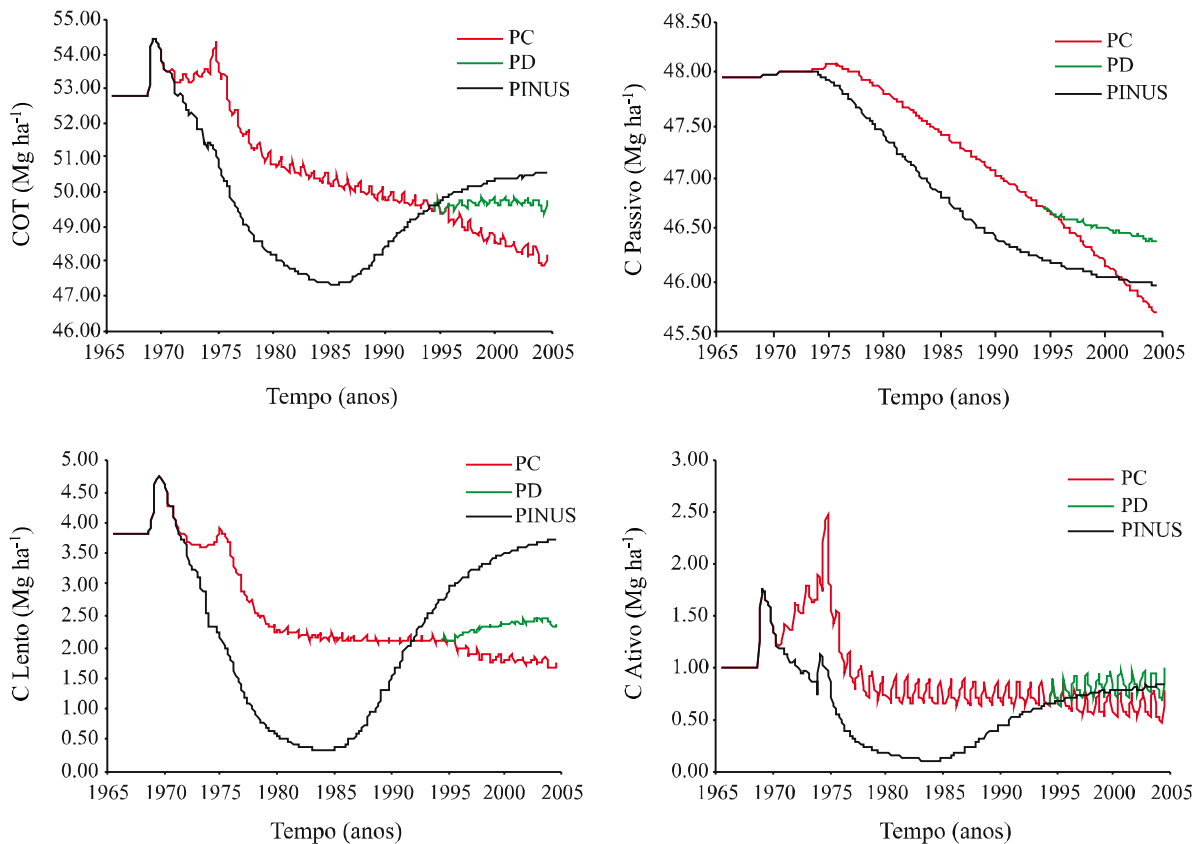 COT (Mg ha⁻¹)
55.00
54.00
53.00
52.00
51.00
50.00
49.00
48.00
47.00
46.00
PC
PD
PINUS
1965 1970 1975 1980 1985 1990 1995 2000 2005
Tempo (anos)
C Passivo (Mg ha⁻¹)
48.50
48.00
47.50
47.00
46.50
46.00
45.50
PC
PD
PINUS
1965 1970 1975 1980 1985 1990 1995 2000 2005
Tempo (anos)
C Lento (Mg ha⁻¹)
5.00
4.50
4.00
3.50
3.00
2.50
2.00
1.50
1.00
0.50
0.00
PC
PD
PINUS
1965 1970 1975 1980 1985 1990 1995 2000 2005
Tempo (anos)
C Ativo (Mg ha⁻¹)
3.00
2.50
2.00
1.50
1.00
0.50
0.00
PC
PD
PINUS
1965 1970 1975 1980 1985 1990 1995 2000 2005
Tempo (anos)